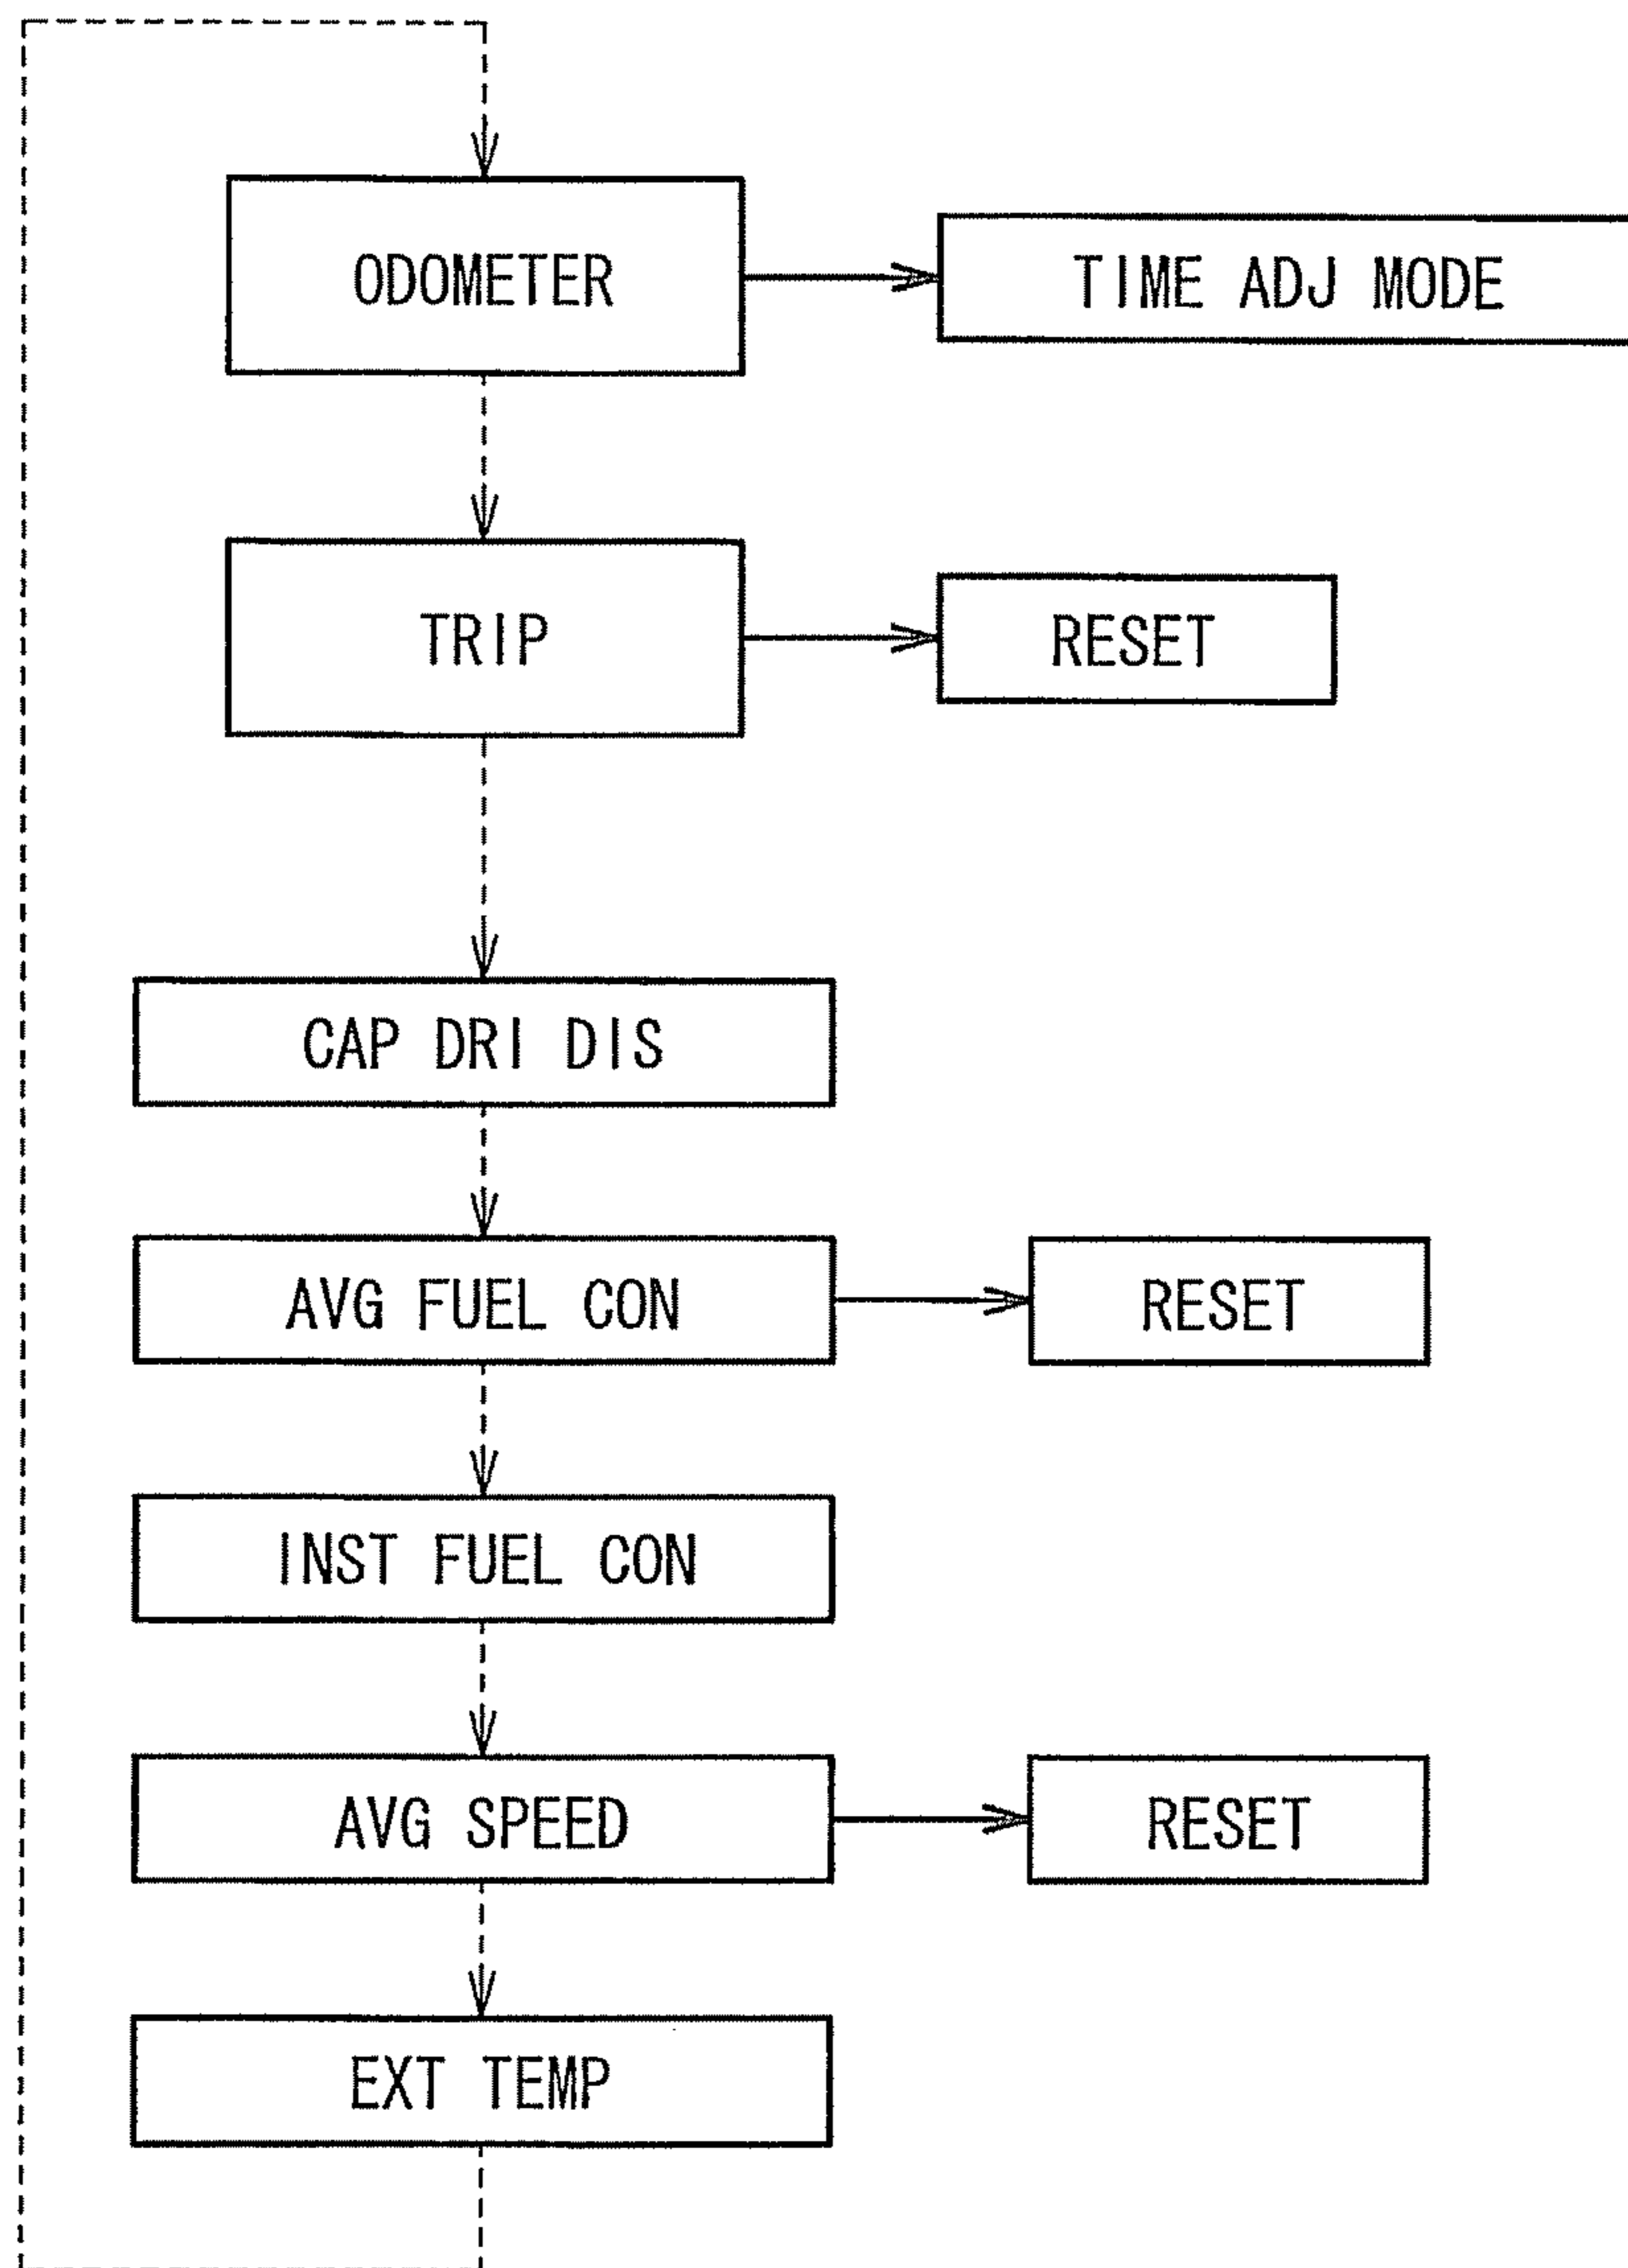 ODOMETER
TIME ADJ MODE
TRIP
RESET
CAP DRI DIS
AVG FUEL CON
RESET
INST FUEL CON
AVG SPEED
RESET
EXT TEMP